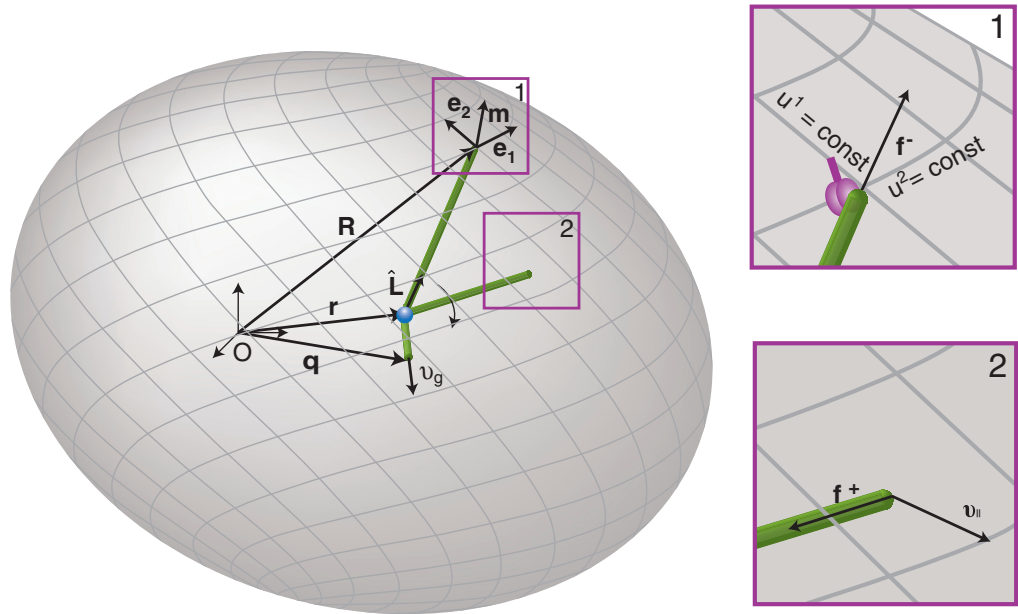 1
e₂
m
e₁
R
2
L̂
r
O
q
υg
1
u¹ = const
f⁻
u²= const
2
f⁺
υ॥